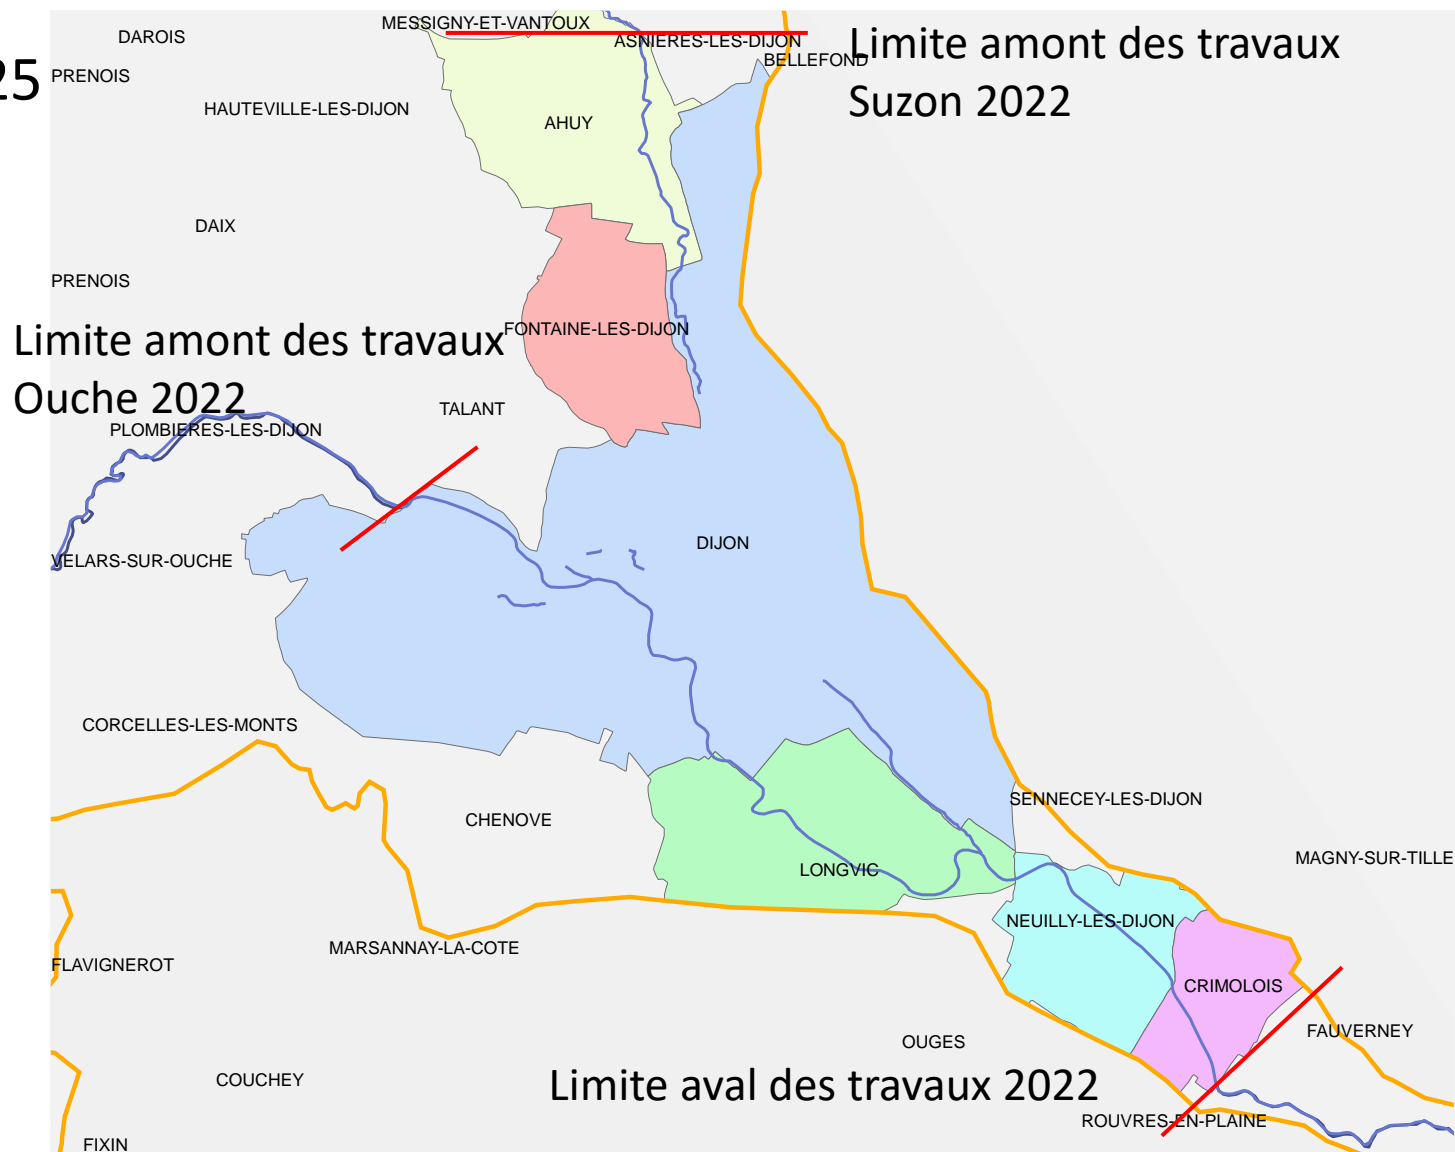 MESSIGNY-ET-VANTOUX
DAROIS
ASNIERES-LES-DIJON
Limite amont des travaux
Suzon 2022
BELLEFOND
25
PRENOIS
HAUTEVILLE-LES-DIJON
AHUY
DAIX
PRENOIS
FONTAINE-LES-DIJON
Limite amont des travaux
Ouche 2022
TALANT
PLOMBIERES-LES-DIJON
DIJON
VELARS-SUR-OUCHE
CORCELLES-LES-MONTS
SENNECEY-LES-DIJON
CHENOVE
MAGNY-SUR-TILLE
LONGVIC
NEUILLY-LES-DIJON
MARSANNAY-LA-COTE
FLAVIGNEROT
CRIMOLOIS
FAUVERNEY
OUGES
COUCHEY
Limite aval des travaux 2022
ROUVRES-EN-PLAINE
FIXIN